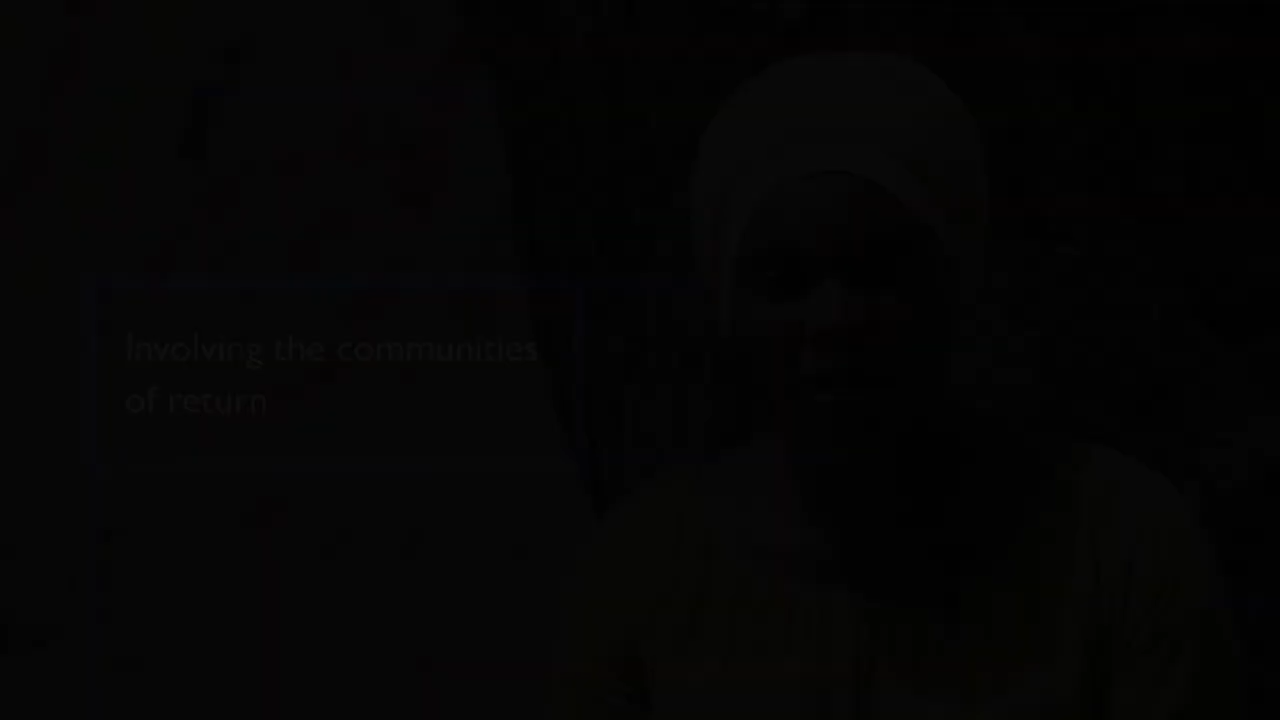 Involving the communities
of return